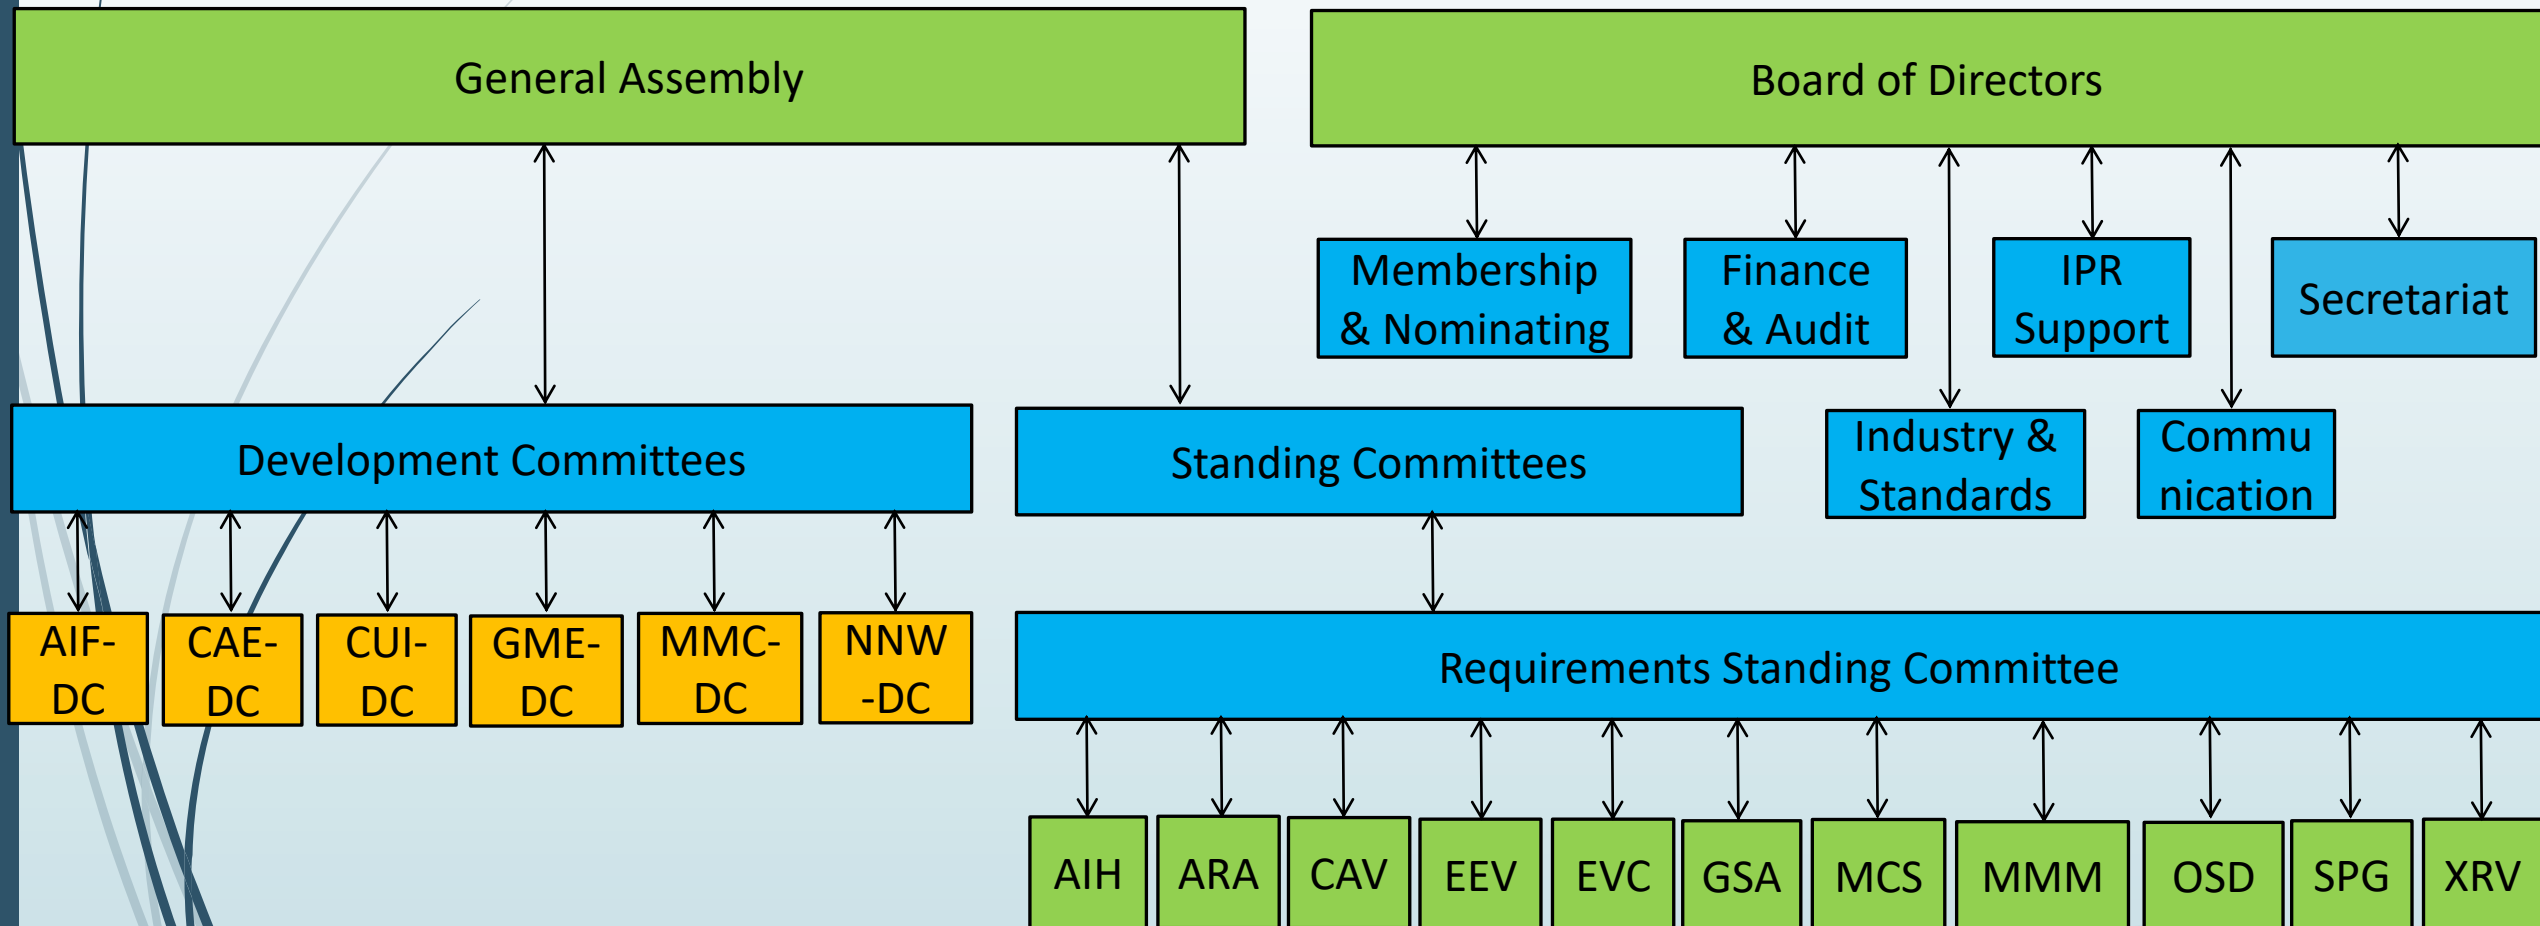 General Assembly
Board of Directors
Membership
& Nominating
Finance
& Audit
IPR
Support
Secretariat
Development Committees
Standing Committees
Industry &
Standards
Commu
nication
AIF-
DC
CAE-
DC
CUI-
DC
GME-
DC
MMC-
DC
NNW
-DC
Requirements Standing Committee
AIH
ARA
CAV
EEV
EVC
GSA
MCS
MMM
OSD
SPG
XRV